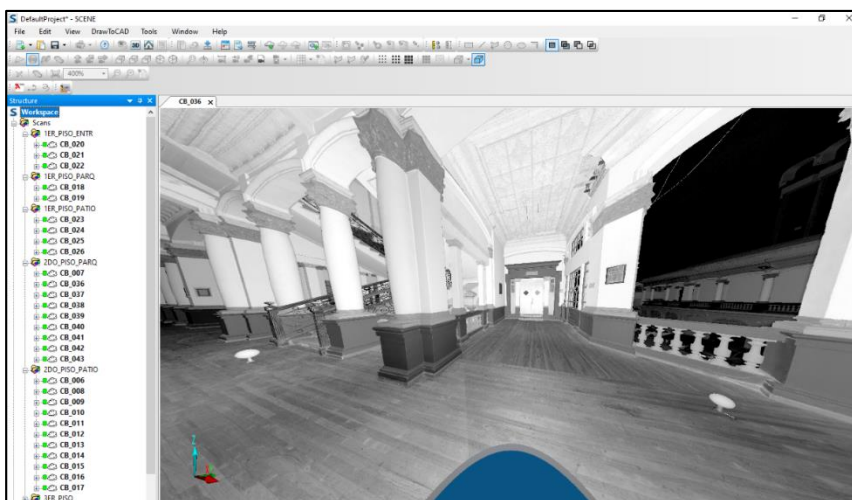 DefaultProject* - SCENE
File Edit View DrawToCAD Tools Window Help
400%
Structure
CB_036
Workspace
Scans
1ER_PISO_ENTR
CB_020
CB_021
CB_022
1ER_PISO_PARQ
CB_018
CB_019
1ER_PISO_PATIO
CB_023
CB_024
CB_025
CB_026
2DO_PISO_PARQ
CB_007
CB_036
CB_037
CB_038
CB_039
CB_040
CB_041
CB_042
CB_043
2DO_PISO_PATIO
CB_006
CB_008
CB_009
CB_010
CB_011
CB_012
CB_013
CB_014
CB_015
CB_016
CB_017
3ER_PISO
Z